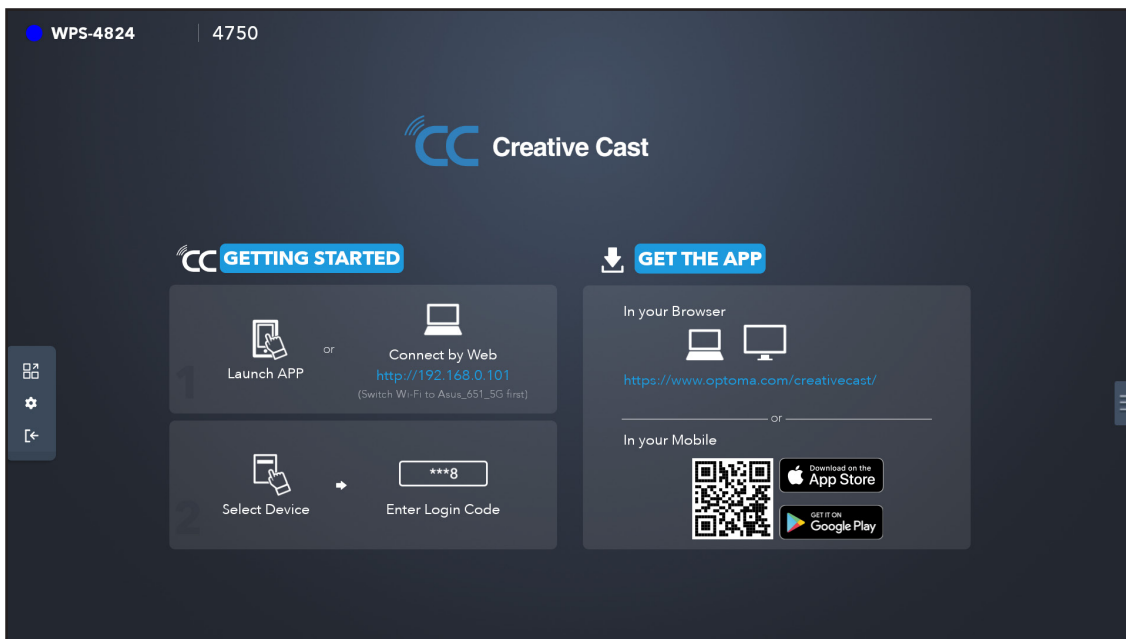 WPS-4824 | 4750
CC Creative Cast
CC GETTING STARTED
1
Launch APP
or
Connect by Web
http://192.168.0.101
(Switch Wi-Fi to Asus_651_5G first)
2
Select Device
***8
Enter Login Code
GET THE APP
In your Browser
https://www.optoma.com/creativecast/
or
In your Mobile
Download on the
App Store
GET IT ON
Google Play